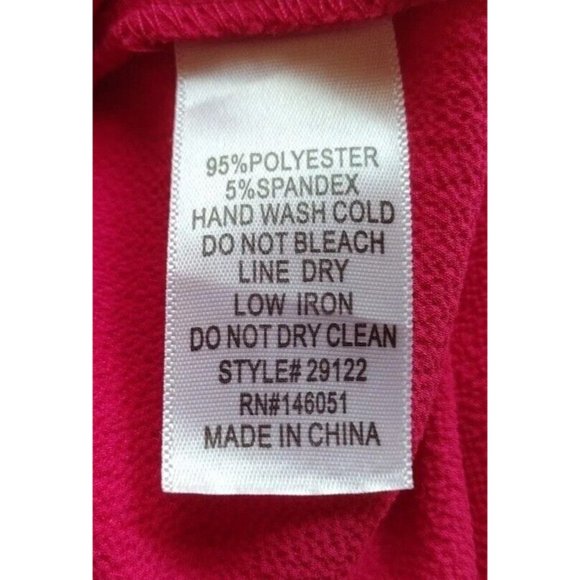 95%POLYESTER
5%SPANDEX
HAND WASH COLD
DO NOT BLEACH
LINE DRY
LOW IRON
DO NOT DRY CLEAN
STYLE# 29122
RN#146051
MADE IN CHINA